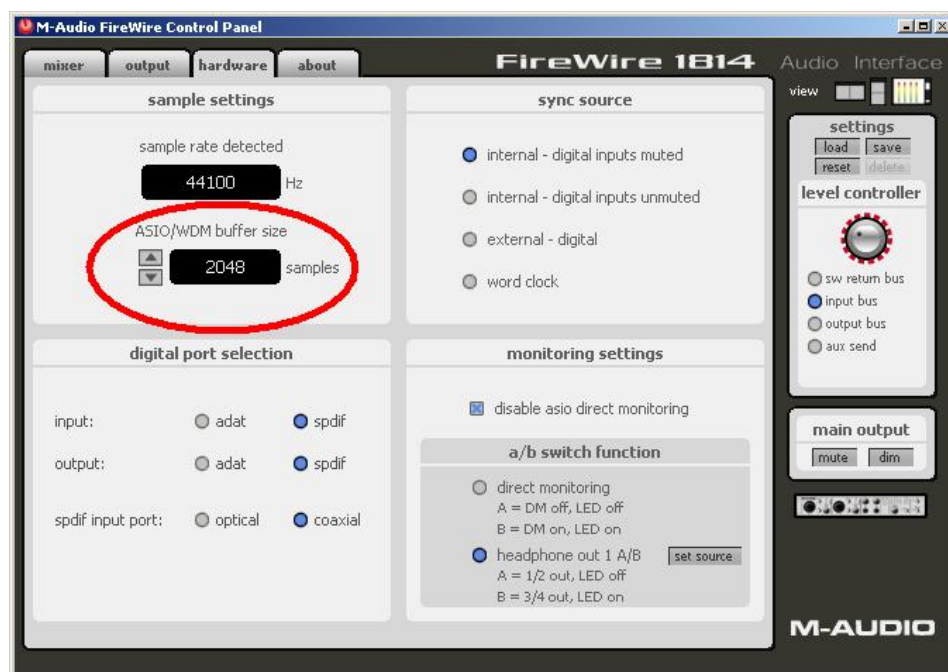 M-Audio FireWire Control Panel
mixer output hardware about
FireWire 1814 Audio Interface
view
sample settings
sample rate detected
44100 Hz
ASIO/WDM buffer size
2048 samples
sync source
internal - digital inputs muted
internal - digital inputs unmuted
external - digital
word clock
digital port selection
input: adat spdif
output: adat spdif
spdif input port: optical coaxial
monitoring settings
disable asio direct monitoring
a/b switch function
direct monitoring
A = DM off, LED off
B = DM on, LED on
headphone out 1 A/B set source
A = 1/2 out, LED off
B = 3/4 out, LED on
settings
load save
reset delete
level controller
sw return bus
input bus
output bus
aux send
main output
mute dim
M-AUDIO